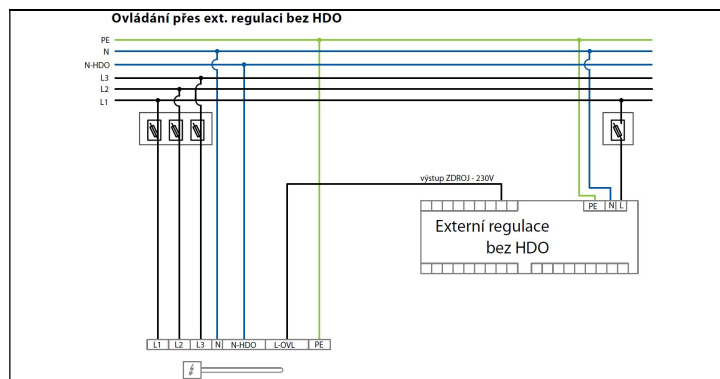 Ovládání přes ext. regulaci bez HDO
PE
N
N-HDO
L3
L2
L1
výstup ZDROJ - 230V
PE N L
Externí regulace
bez HDO
L1 L2 L3 N N-HDO L-OVL PE